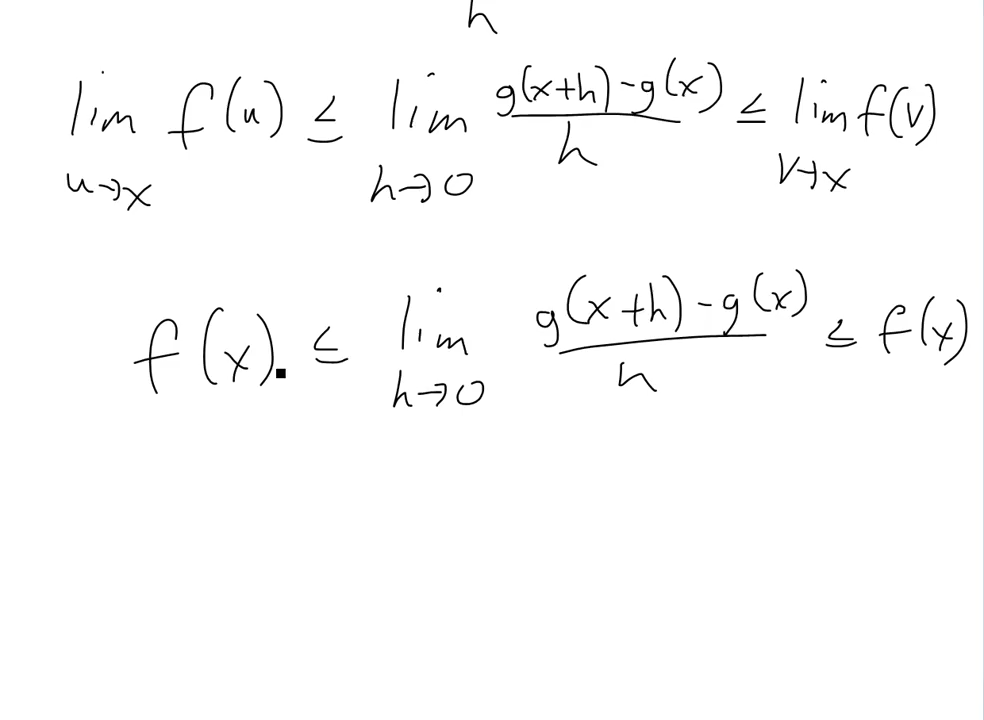 h
lim f(u) ≤ lim g(x+h)-g(x) ≤ lim f(v)
u→x h→0 h v→x
f(x) ≤ lim g(x+h)-g(x) ≤ f(x)
h→0 h